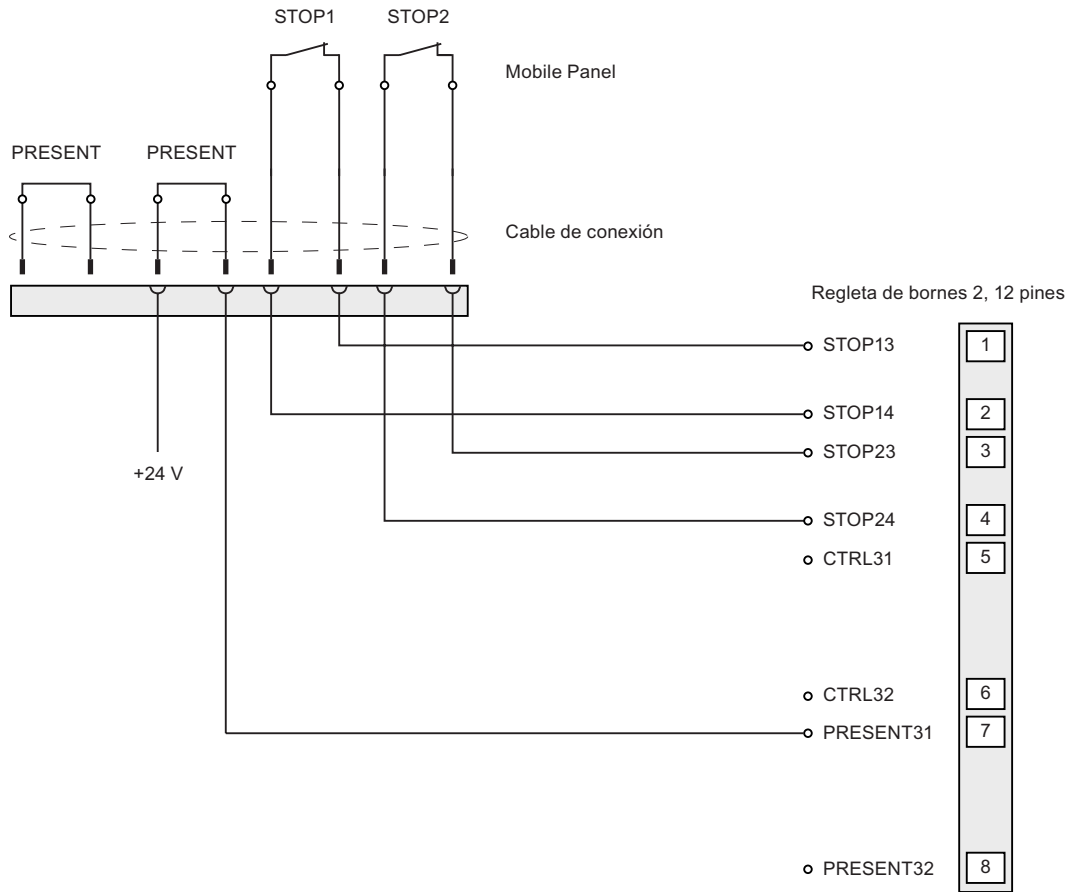 STOP1 STOP2
Mobile Panel
PRESENT PRESENT
Cable de conexión
Regleta de bornes 2, 12 pines
STOP13 1
STOP14 2
STOP23 3
+24 V
STOP24 4
CTRL31 5
CTRL32 6
PRESENT31 7
PRESENT32 8